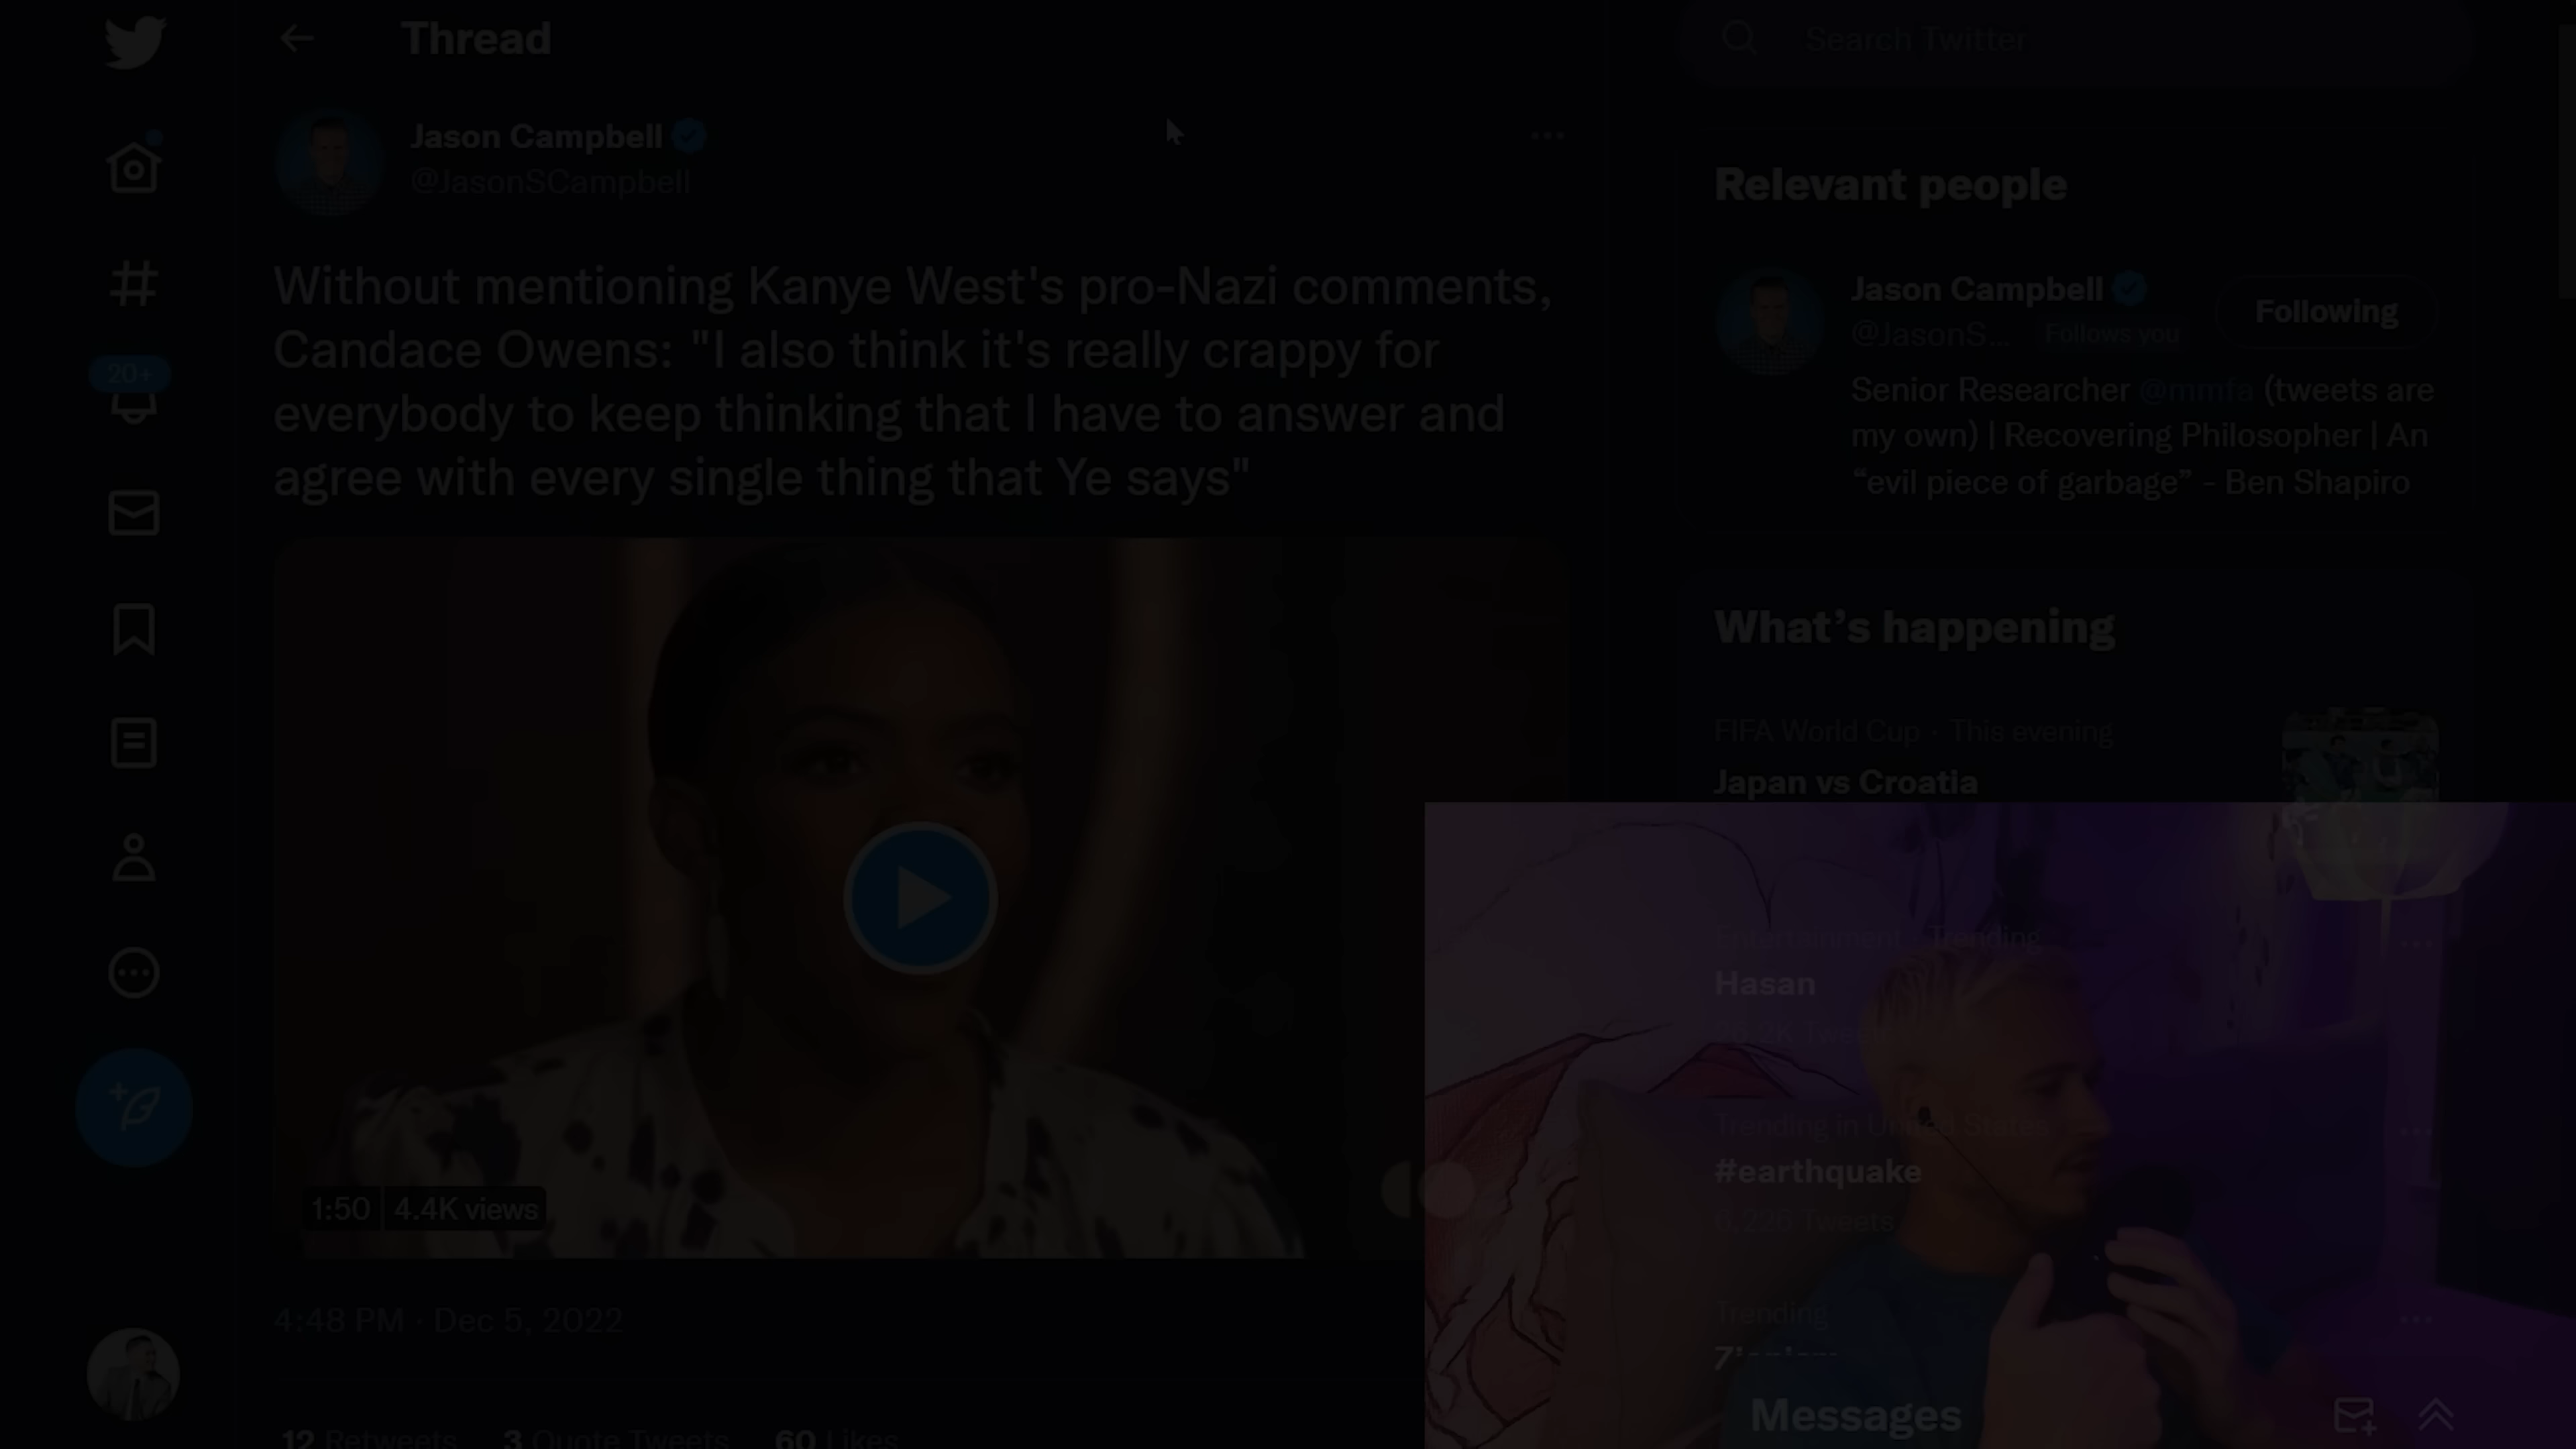 Thread
Search Twitter
Jason Campbell
@JasonSCampbell
Without mentioning Kanye West's pro-Nazi comments,
Candace Owens: "I also think it's really crappy for
everybody to keep thinking that I have to answer and
agree with every single thing that Ye says"
1:50
4.4K views
4:48 PM · Dec 5, 2022
12 Retweets 3 Quote Tweets 60 Likes
20+
Relevant people
Jason Campbell
Following
@JasonS...
Follows you
Senior Researcher @mmfa (tweets are
my own) | Recovering Philosopher | An
“evil piece of garbage” - Ben Shapiro
What’s happening
FIFA World Cup · This evening
Japan vs Croatia
Entertainment · Trending
Hasan
Trending in United States
#earthquake
6,226 Tweets
Trending
Messages